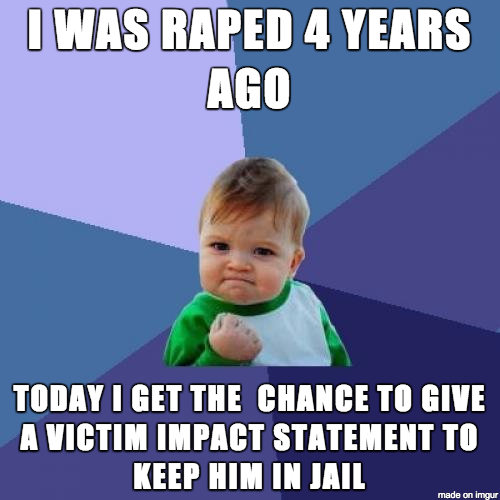 I WAS RAPED 4 YEARS
AGO
TODAY I GET THE  CHANCE TO GIVE
A VICTIM IMPACT STATEMENT TO
KEEP HIM IN JAIL
made on imgur